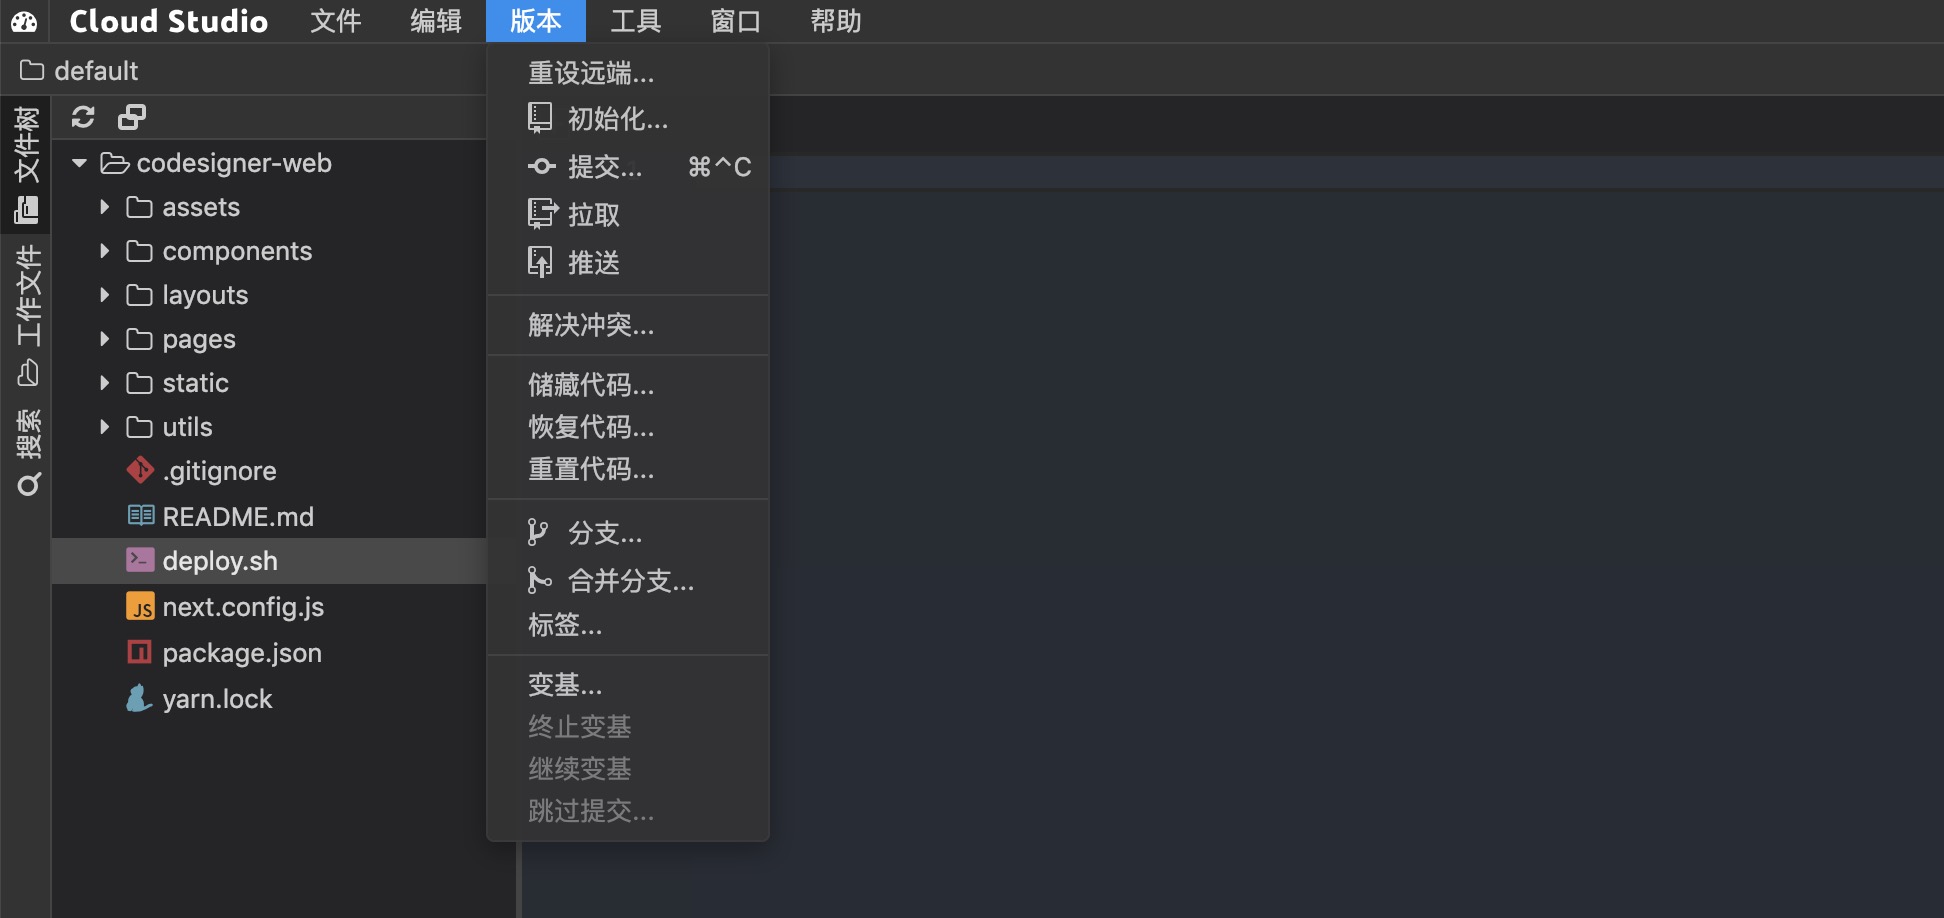 Cloud Studio 文件 编辑 版本 工具 窗口 帮助
default
文件树
工作文件
搜索
codesigner-web
assets
components
layouts
pages
static
utils
.gitignore
README.md
deploy.sh
JS next.config.js
package.json
yarn.lock
重设远端...
初始化...
提交... ⌘^C
拉取
推送
解决冲突...
储藏代码...
恢复代码...
重置代码...
分支...
合并分支...
标签...
变基...
终止变基
继续变基
跳过提交...